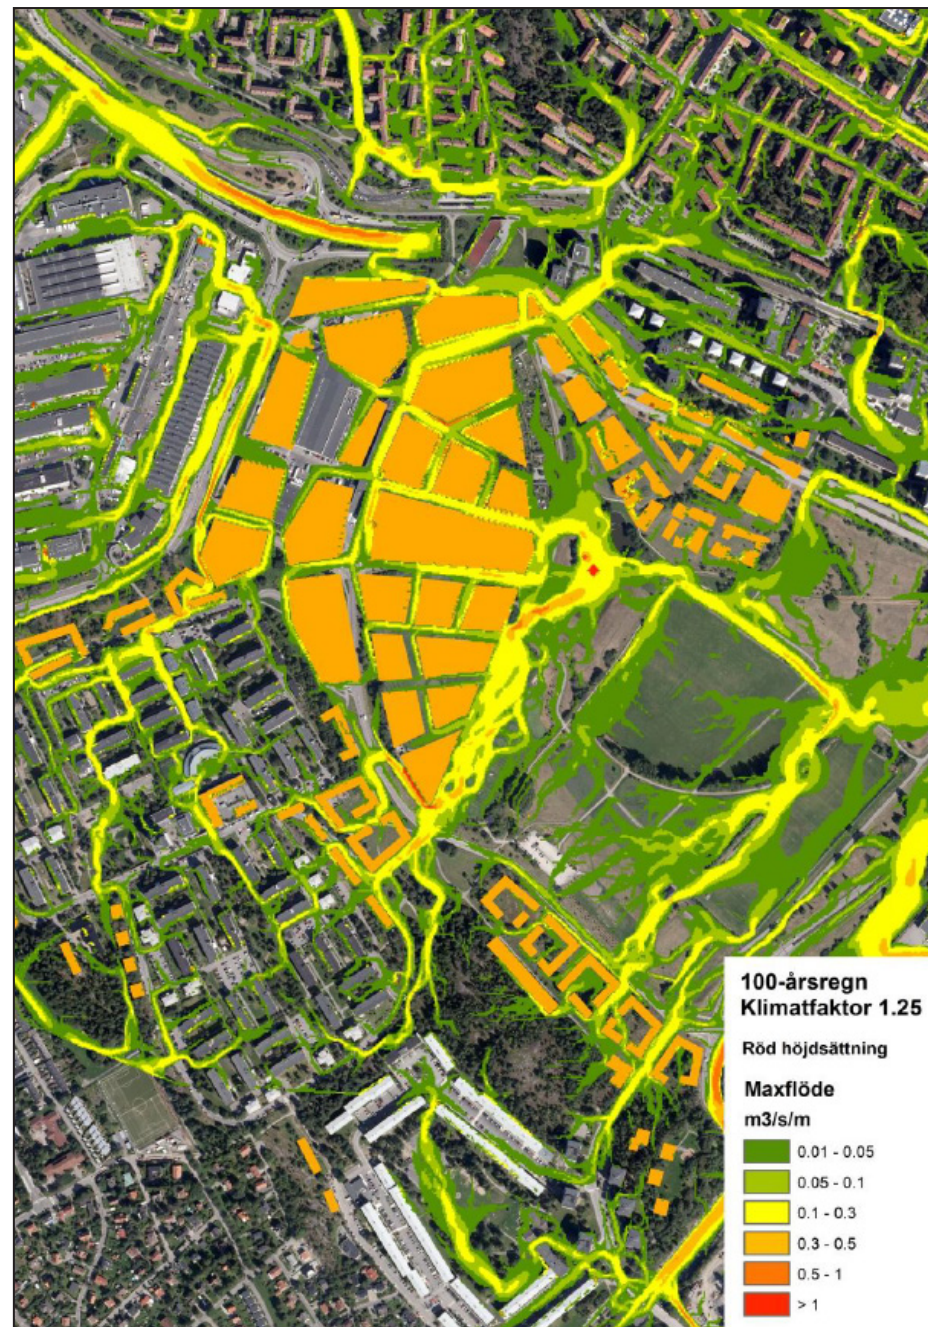 100-årsregn
Klimatfaktor 1.25
Röd höjdsättning
Maxflöde
m3/s/m
0.01 - 0.05
0.05 - 0.1
0.1 - 0.3
0.3 - 0.5
0.5 - 1
> 1